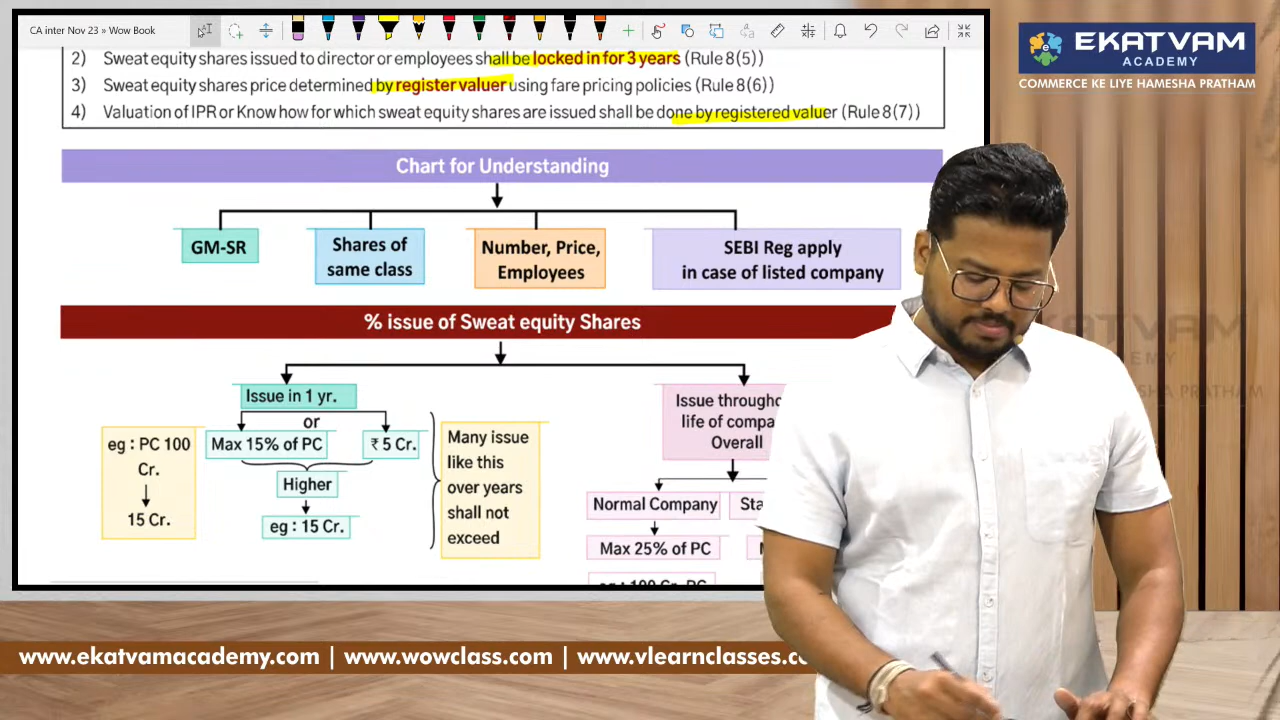 CA inter Nov 23 » Wow Book
2) Sweat equity shares issued to director or employees shall be locked in for 3 years (Rule 8(5))
3) Sweat equity shares price determined by register valuer using fare pricing policies (Rule 8(6))
4) Valuation of IPR or Know how for which sweat equity shares are issued shall be done by registered valuer (Rule 8(7))
Chart for Understanding
GM-SR
Shares of
same class
Number, Price,
Employees
SEBI Reg apply
in case of listed company
% issue of Sweat equity Shares
Issue in 1 yr.
or
Max 15% of PC
₹ 5 Cr.
Higher
eg : 15 Cr.
eg : PC 100
Cr.
15 Cr.
Many issue
like this
over years
shall not
exceed
Issue
life of
Overall
Normal Company
Max 25% of PC
EKATVAM
ACADEMY
COMMERCE KE LIYE HAMESHA PRATHAM
www.ekatvamacademy.com | www.wowclass.com | www.vlearnclasses.co